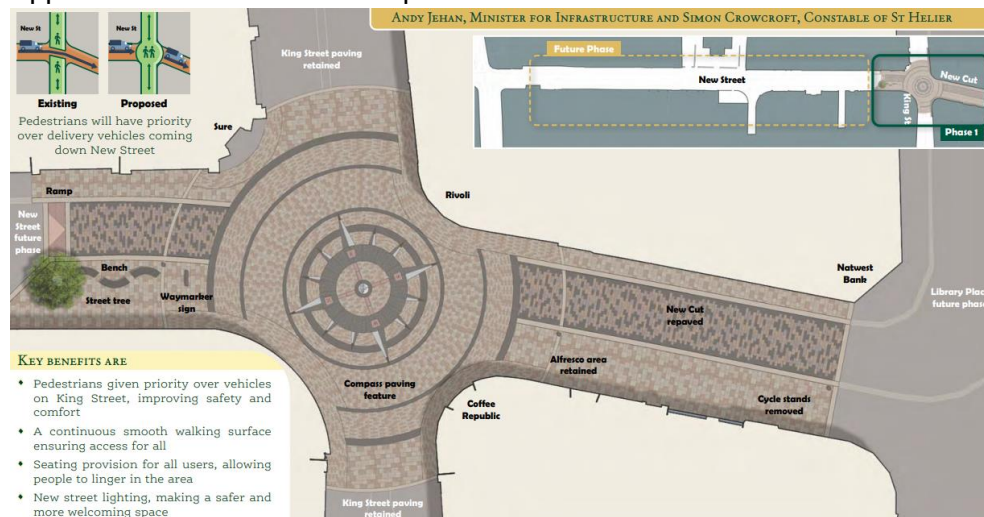 ANDY JEHAN, MINISTER FOR INFRASTRUCTURE AND SIMON CROWCROFT, CONSTABLE OF ST HELIER
New St
New St
Existing
Proposed
Pedestrians will have priority
over delivery vehicles coming
down New Street
King Street paving
retained
Future Phase
New Street
New Cut
King St
Phase 1
Sure
Ramp
Rivoli
New
Street
future
phase
Bench
Street tree
Waymarker
sign
Natwest
Bank
Library Plac
future phas
New Cut
repaved
Alfresco area
retained
Compass paving
feature
Coffee
Republic
Cycle stands
removed
KEY BENEFITS ARE
Pedestrians given priority over vehicles
on King Street, improving safety and
comfort
A continuous smooth walking surface
ensuring access for all
Seating provision for all users, allowing
people to linger in the area
New street lighting, making a safer and
more welcoming space
King Street paving
retained